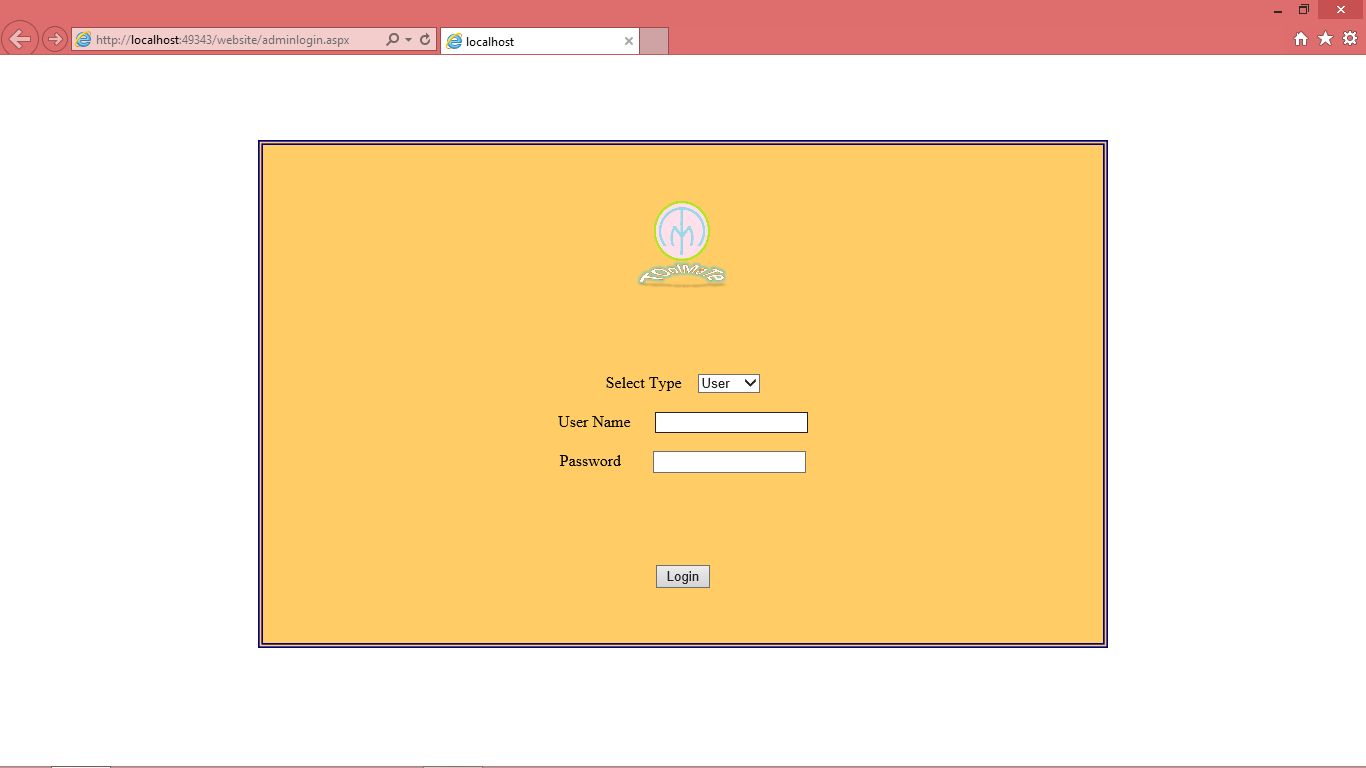 http://localhost:49343/website/adminlogin.aspx
localhost
Select Type User
User Name
Password
Login